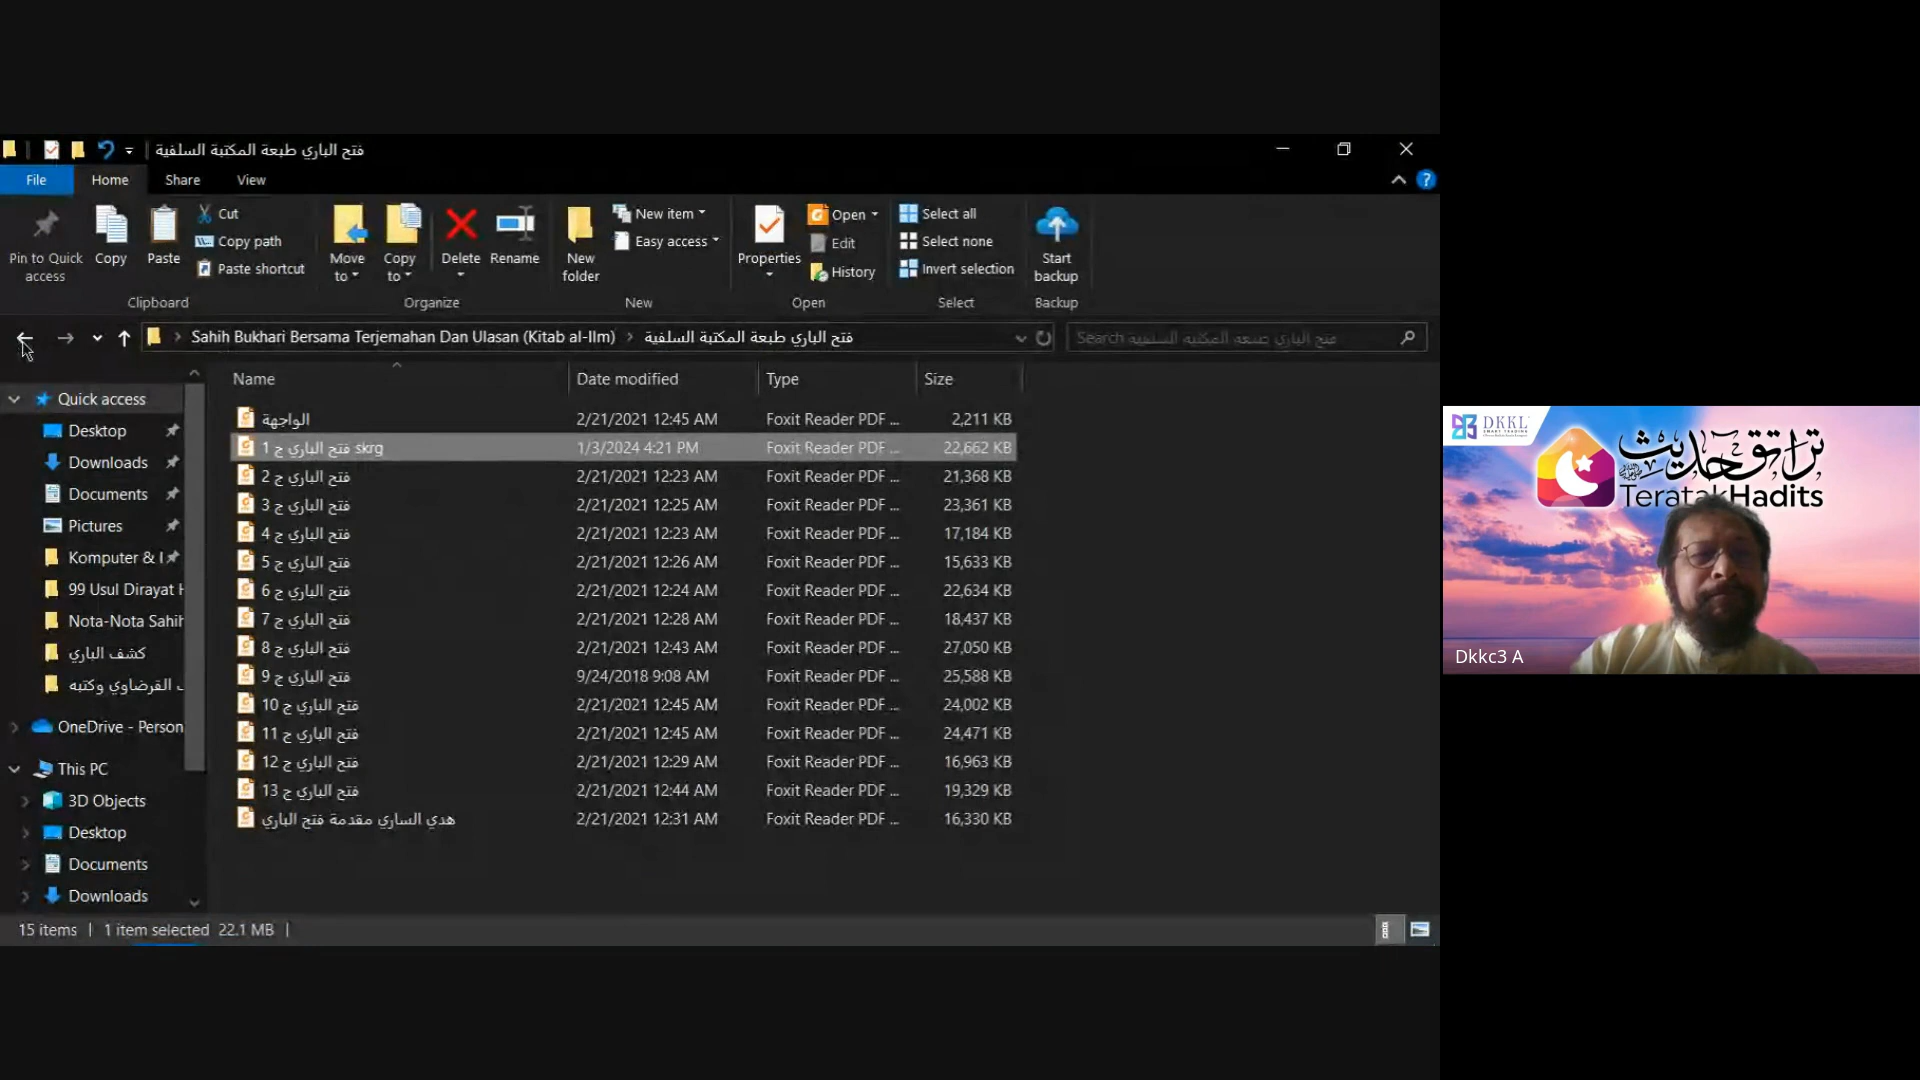 فتح الباري طبعة المكتبة السلفية
File Home Share View
Pin to Quick access
Copy
Paste
Cut
Copy path
Paste shortcut
Clipboard
Move to
Copy to
Delete
Rename
Organize
New folder
New item
Easy access
New
Properties
Open
Edit
History
Open
Select all
Select none
Invert selection
Select
Start backup
Backup
Sahih Bukhari Bersama Terjemahan Dan Ulasan (Kitab al-Ilm) > فتح الباري طبعة المكتبة السلفية
Search فتح الباري طبعة المكتبة السلفية
Name Date modified Type Size
الواجهة 2/21/2021 12:45 AM Foxit Reader PDF ... 2,211 KB
فتح الباري ج 1 skrg 1/3/2024 4:21 PM Foxit Reader PDF ... 22,662 KB
فتح الباري ج 2 2/21/2021 12:23 AM Foxit Reader PDF ... 21,368 KB
فتح الباري ج 3 2/21/2021 12:25 AM Foxit Reader PDF ... 23,361 KB
فتح الباري ج 4 2/21/2021 12:23 AM Foxit Reader PDF ... 17,184 KB
فتح الباري ج 5 2/21/2021 12:26 AM Foxit Reader PDF ... 15,633 KB
فتح الباري ج 6 2/21/2021 12:24 AM Foxit Reader PDF ... 22,634 KB
فتح الباري ج 7 2/21/2021 12:28 AM Foxit Reader PDF ... 18,437 KB
فتح الباري ج 8 2/21/2021 12:43 AM Foxit Reader PDF ... 27,050 KB
فتح الباري ج 9 9/24/2018 9:08 AM Foxit Reader PDF ... 25,588 KB
فتح الباري ج 10 2/21/2021 12:45 AM Foxit Reader PDF ... 24,002 KB
فتح الباري ج 11 2/21/2021 12:45 AM Foxit Reader PDF ... 24,471 KB
فتح الباري ج 12 2/21/2021 12:29 AM Foxit Reader PDF ... 16,963 KB
فتح الباري ج 13 2/21/2021 12:44 AM Foxit Reader PDF ... 19,329 KB
هدي الساري مقدمة فتح الباري 2/21/2021 12:31 AM Foxit Reader PDF ... 16,330 KB
Quick access
Desktop
Downloads
Documents
Pictures
Komputer &
99 Usul Dirayat
Nota-Nota Sahih
كشف الباري
القرضاوي وكتبه
OneDrive - Person
This PC
3D Objects
Desktop
Documents
Downloads
15 items | 1 item selected 22.1 MB |
DKKL
تراتق حديث
TeratakHadits
Dkkc3 A